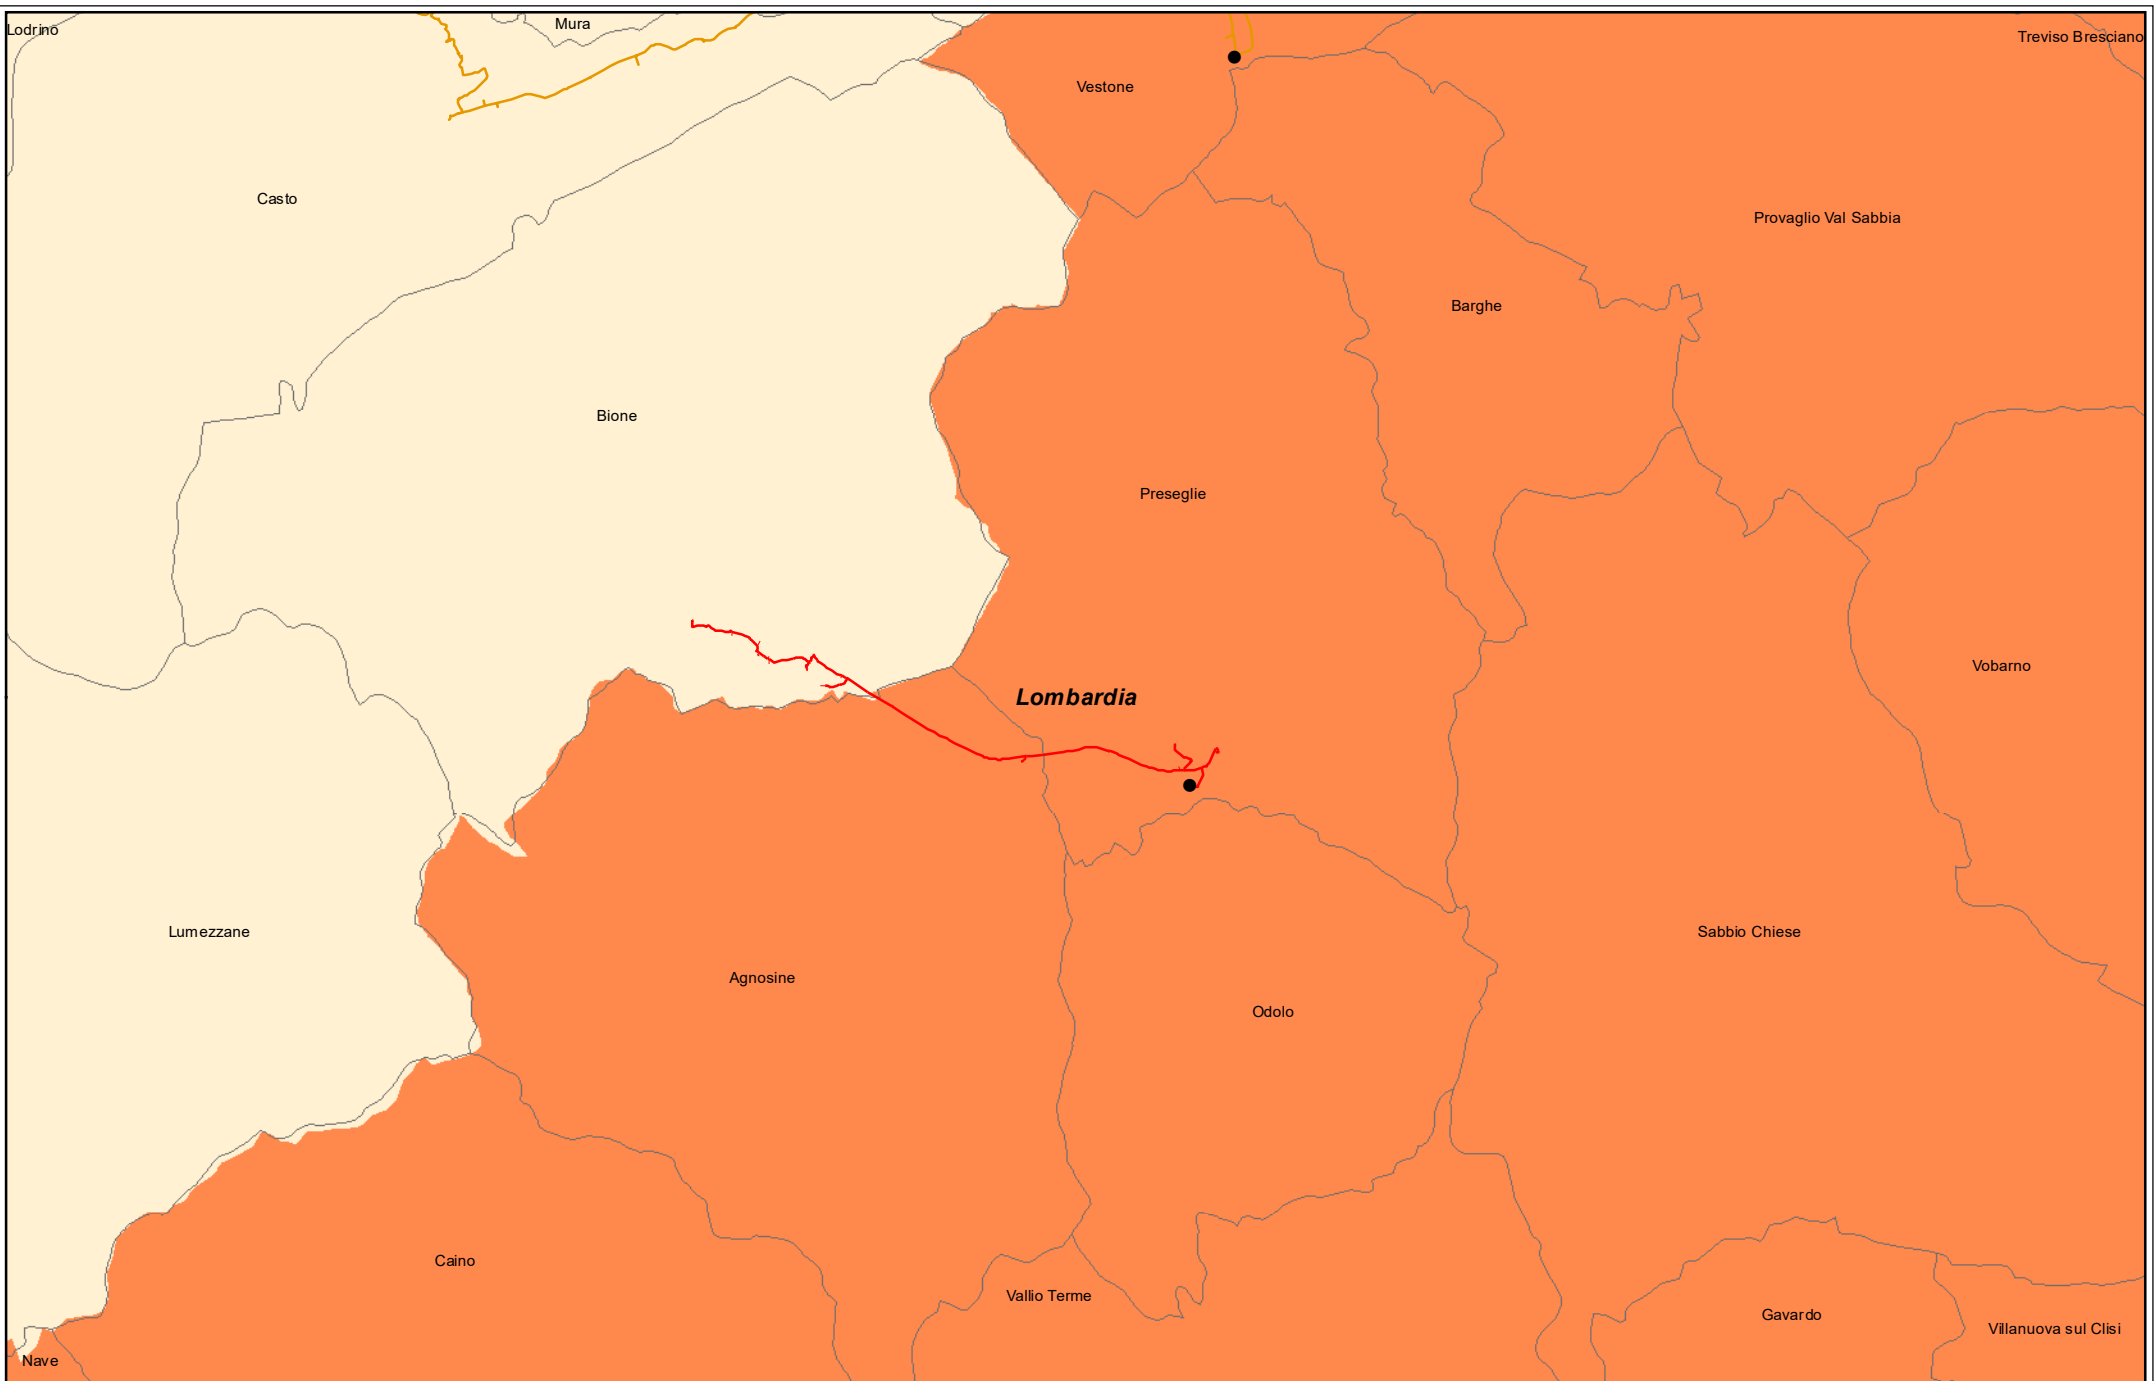 Mura
Lodrino
Treviso Bresciano
Vestone
Casto
Provaglio Val Sabbia
Barghe
Bione
Preseglie
Vobarno
Lombardia
Lumezzane
Sabbio Chiese
Agnosine
Odolo
Caino
Vallio Terme
Gavardo
Villanuova sul Clisi
Nave